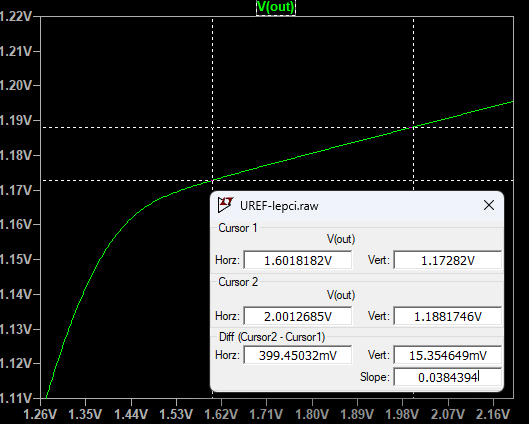 V(out)
1.22V
1.21V
1.20V
1.19V
1.18V
1.17V
1.16V
1.15V
1.14V
1.13V
1.12V
1.11V
1.26V 1.35V 1.44V 1.53V 1.62V 1.71V 1.80V 1.89V 1.98V 2.07V 2.16V
UREF-lepci.raw
Cursor 1
V(out)
Horz: 1.6018182V Vert: 1.17282V
Cursor 2
V(out)
Horz: 2.0012685V Vert: 1.1881746V
Diff (Cursor2 - Cursor1)
Horz: 399.45032mV Vert: 15.354649mV
Slope: 0.0384394